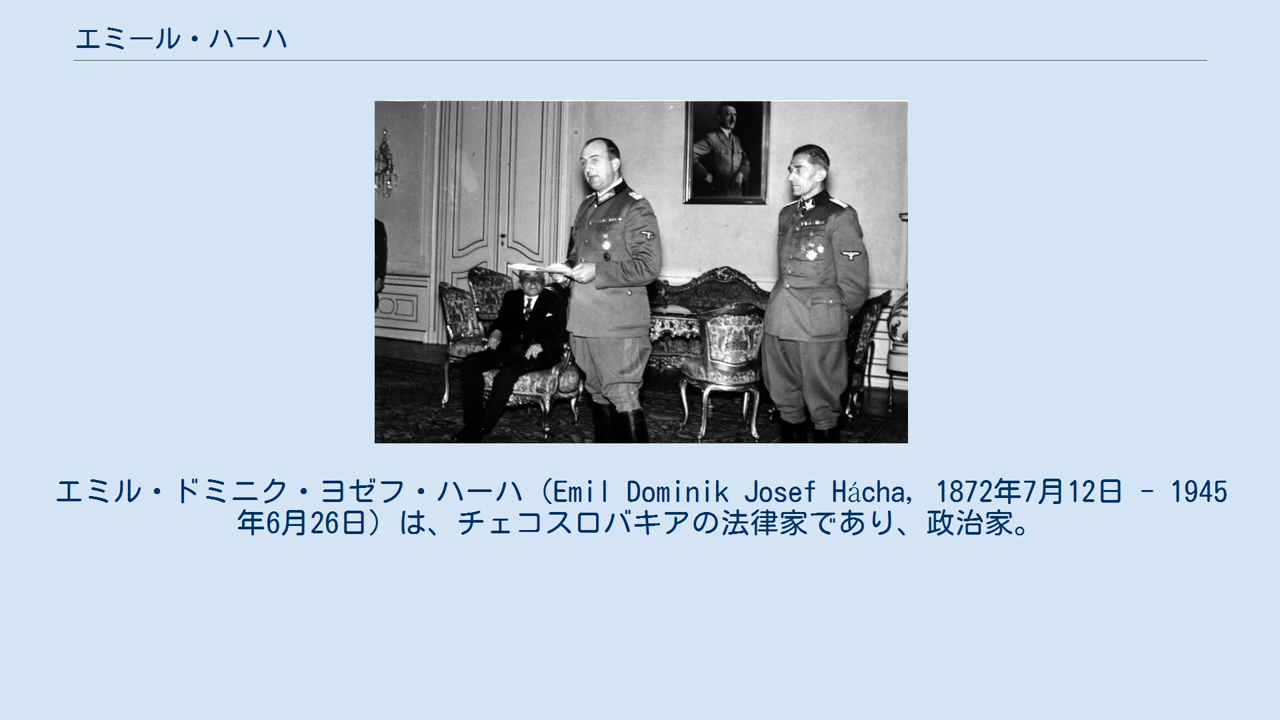 エミール・ハーハ
エミル・ドミニク・ヨゼフ・ハーハ（Emil Dominik Josef Hácha, 1872年7月12日 - 1945
年6月26日）は、チェコスロバキアの法律家であり、政治家。